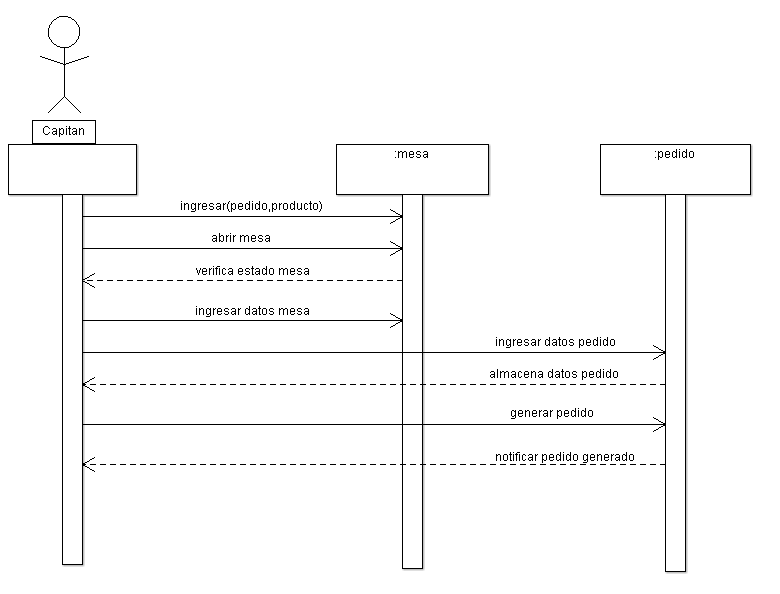 Capitan
:mesa
:pedido
ingresar(pedido,producto)
abrir mesa
verifica estado mesa
ingresar datos mesa
ingresar datos pedido
almacena datos pedido
generar pedido
notificar pedido generado